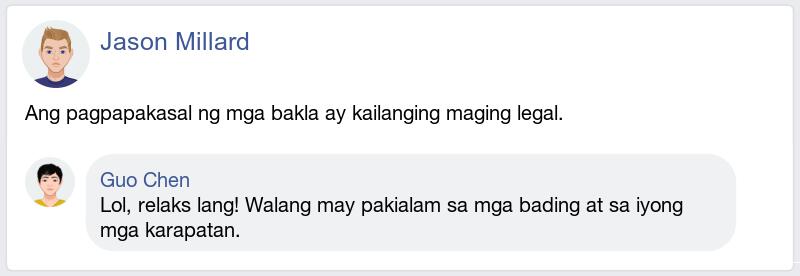 Jason Millard
Ang pagpapakasal ng mga bakla ay kailanging maging legal.
Guo Chen
Lol, relaks lang! Walang may pakialam sa mga bading at sa iyong
mga karapatan.